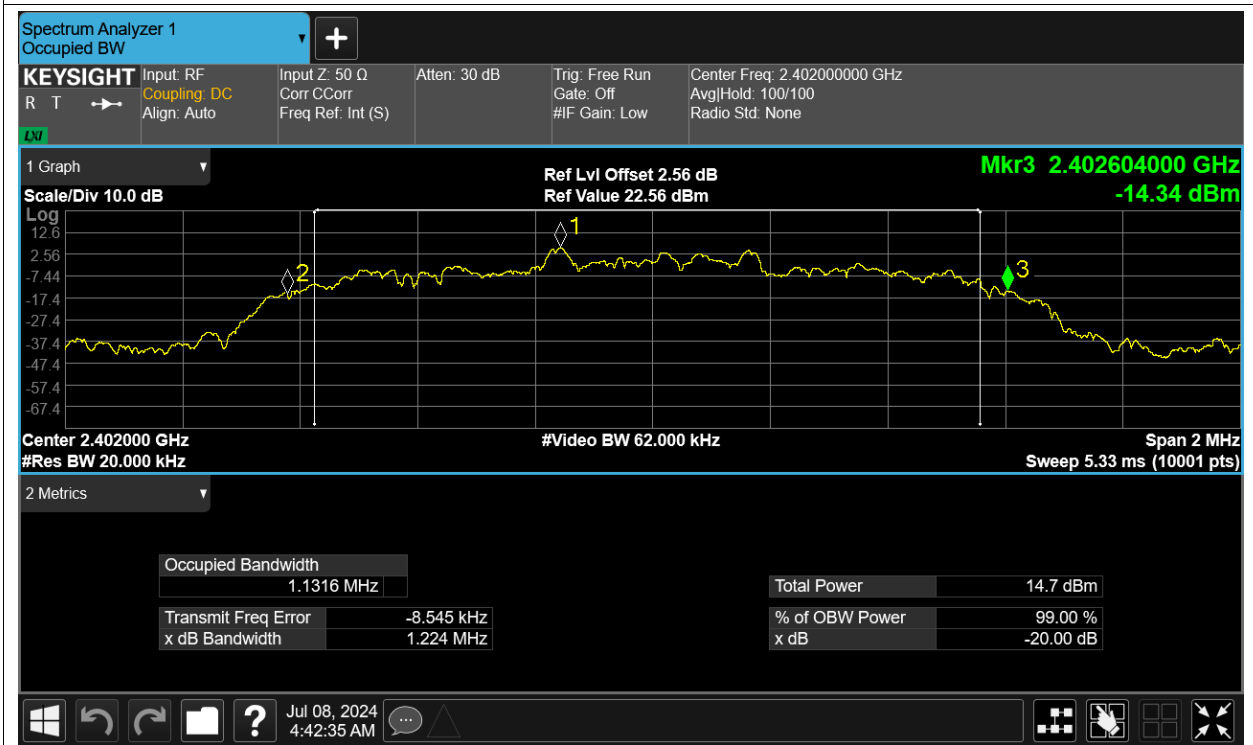 Spectrum Analyzer 1
Occupied BW
KEYSIGHT
R T
LXI
Input: RF
Coupling: DC
Align: Auto
Input Z: 50 Ω
Corr CCorr
Freq Ref: Int (S)
Atten: 30 dB
Trig: Free Run
Gate: Off
#IF Gain: Low
Center Freq: 2.402000000 GHz
Avg|Hold: 100/100
Radio Std: None
1 Graph
Scale/Div 10.0 dB
Ref Lvl Offset 2.56 dB
Ref Value 22.56 dBm
Mkr3 2.402604000 GHz
-14.34 dBm
Log
12.6
2.56
-7.44
-17.4
-27.4
-37.4
-47.4
-57.4
-67.4
1
2
3
Center 2.402000 GHz
#Video BW 62.000 kHz
Span 2 MHz
#Res BW 20.000 kHz
Sweep 5.33 ms (10001 pts)
2 Metrics
Occupied Bandwidth
1.1316 MHz
Total Power 14.7 dBm
Transmit Freq Error -8.545 kHz
% of OBW Power 99.00 %
x dB Bandwidth 1.224 MHz
x dB -20.00 dB
Jul 08, 2024
4:42:35 AM